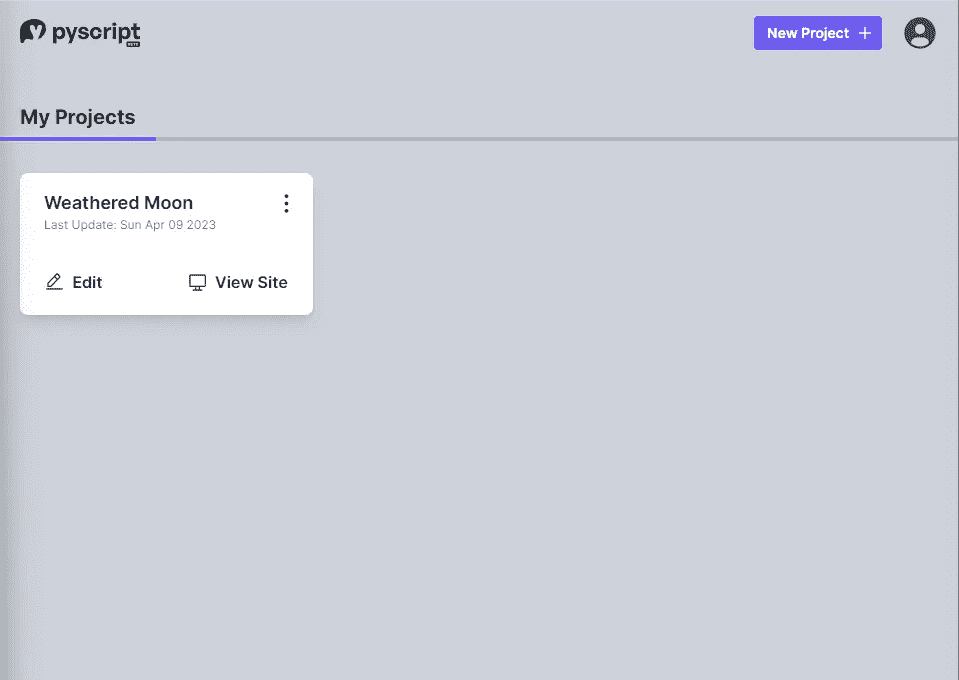 pyscript
BETA
New Project +
My Projects
Weathered Moon
Last Update: Sun Apr 09 2023
Edit
View Site